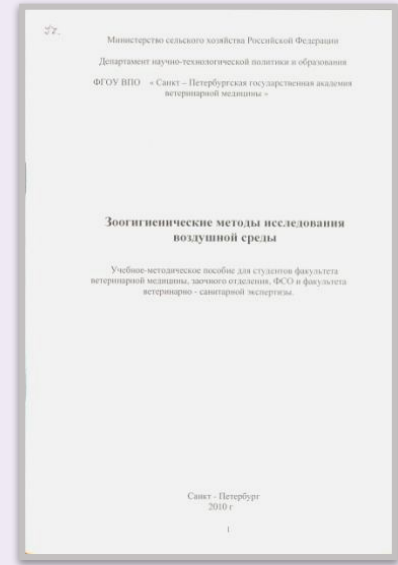 57.
Министерство сельского хозяйства Российской Федерации
Департамент научно-технологической политики и образования
ФГОУ ВПО « Санкт – Петербургская государственная академия
ветеринарной медицины »
Зоогигиенические методы исследования
воздушной среды
Учебное-методическое пособие для студентов факультета
ветеринарной медицины, заочного отделения, ФСО и факультета
ветеринарно - санитарной экспертизы.
Санкт - Петербург
2010 г
1